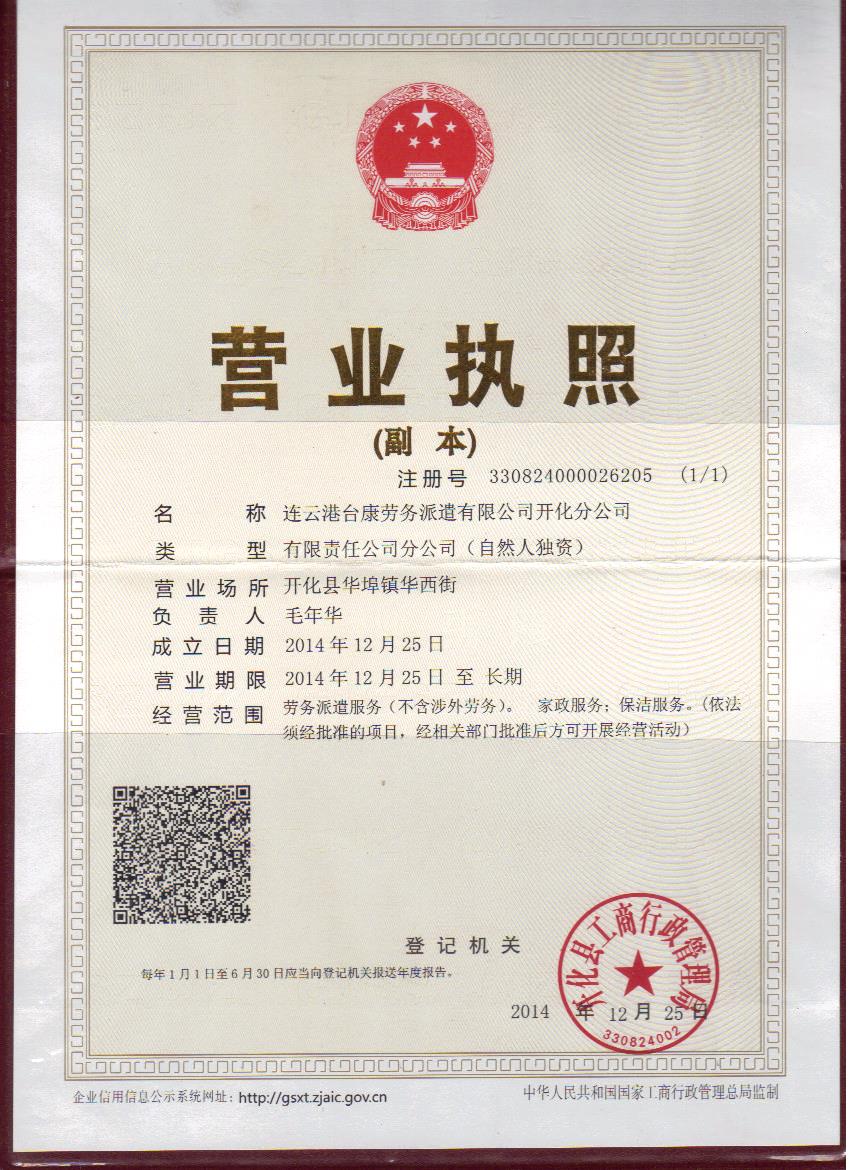 营业执照
(副 本)
注册号 330824000026205 (1/1)
名 称 连云港台康劳务派遣有限公司开化分公司
类 型 有限责任公司分公司（自然人独资）
营业场所 开化县华埠镇华西街
负责人 毛年华
成立日期 2014年12月25日
营业期限 2014年12月25日 至 长期
经营范围 劳务派遣服务（不含涉外劳务）。 家政服务；保洁服务。（依法
须经批准的项目，经相关部门批准后方可开展经营活动）
登记机关
开化县工商行政管理局
每年1月1日至6月30日应当向登记机关报送年度报告。
2014 年 12 月 25 日
330824002
企业信用信息公示系统网址：http://gsxt.zjaic.gov.cn
中华人民共和国国家工商行政管理总局监制